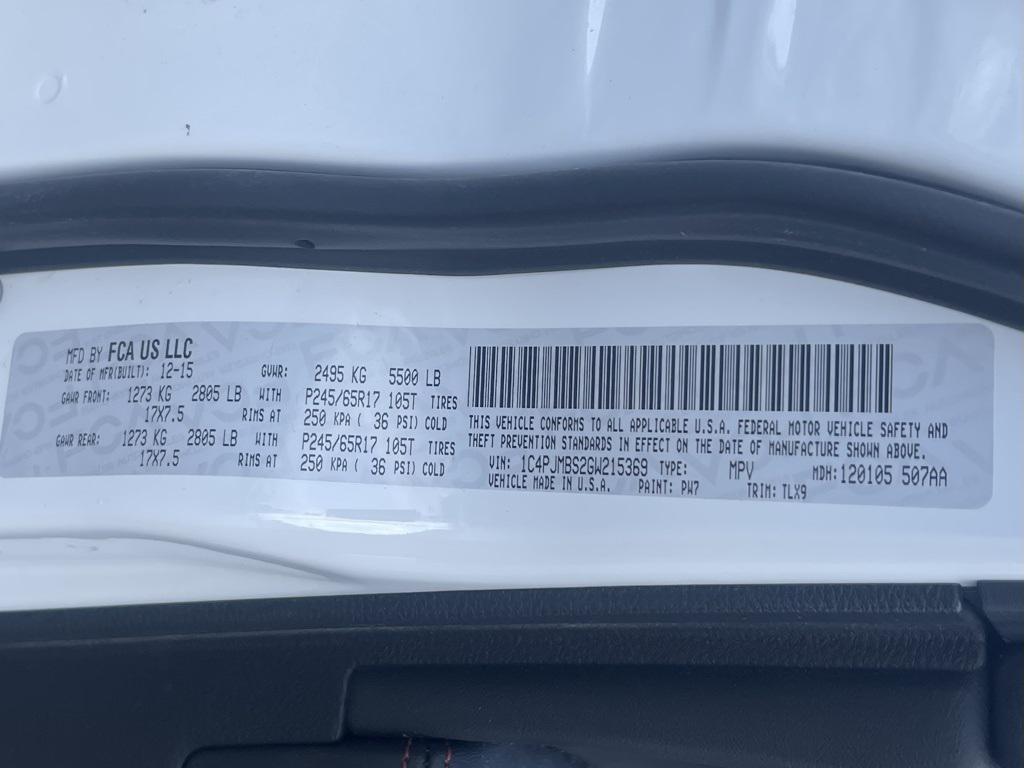 MFD BY FCA US LLC
DATE OF MFR(BUILT): 12-15 GVWR: 2495 KG 5500 LB
GAWR FRONT: 1273 KG 2805 LB WITH P245/65R17 105T TIRES
17X7.5 RIMS AT 250 KPA ( 36 PSI) COLD
GAWR REAR: 1273 KG 2805 LB WITH P245/65R17 105T TIRES
17X7.5 RIMS AT 250 KPA ( 36 PSI) COLD
THIS VEHICLE CONFORMS TO ALL APPLICABLE U.S.A. FEDERAL MOTOR VEHICLE SAFETY AND
THEFT PREVENTION STANDARDS IN EFFECT ON THE DATE OF MANUFACTURE SHOWN ABOVE.
VIN: 1C4PJMBS2GW215369 TYPE: MPV MDH:120105 507AA
VEHICLE MADE IN U.S.A. PAINT: PW7 TRIM: TLX9